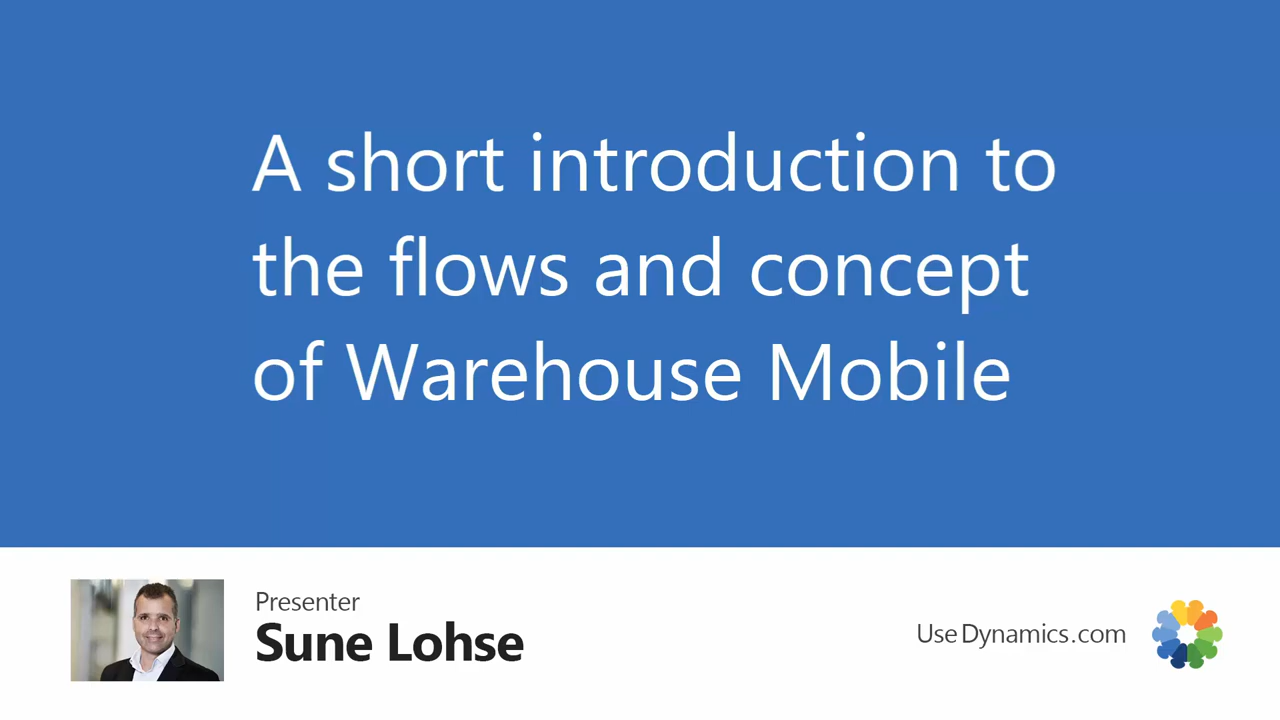 A short introduction to
the flows and concept
of Warehouse Mobile
Presenter
Sune Lohse
UseDynamics.com